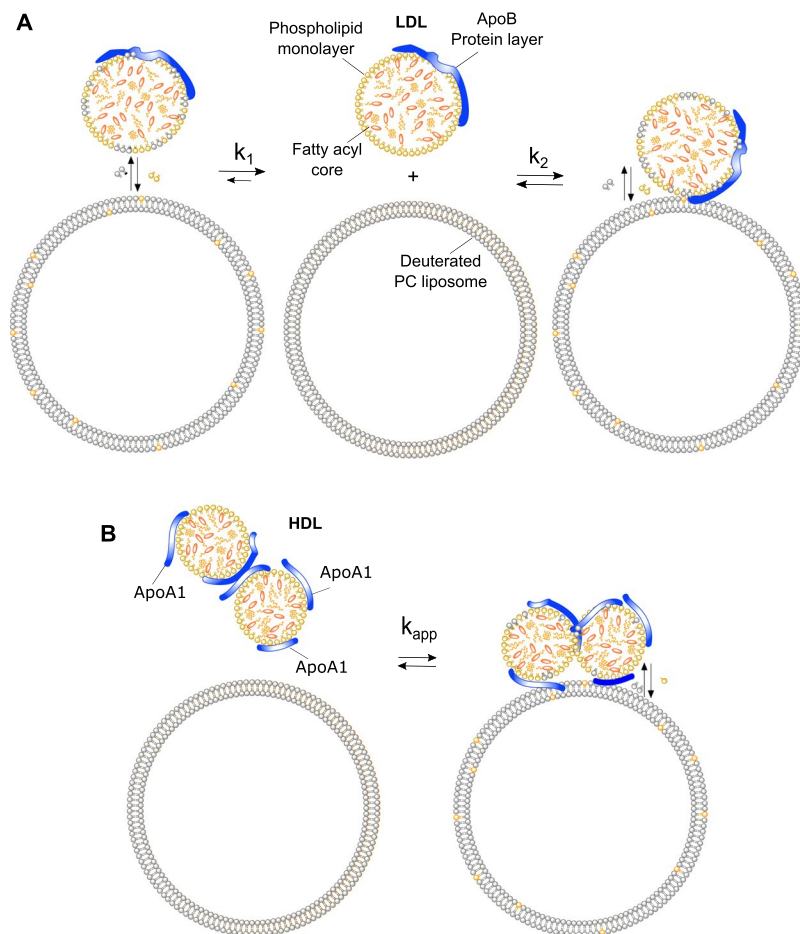 A
Phospholipid
monolayer
LDL
ApoB
Protein layer
Fatty acyl
core
k1
+
k2
Deuterated
PC liposome
B
HDL
ApoA1
ApoA1
ApoA1
kapp